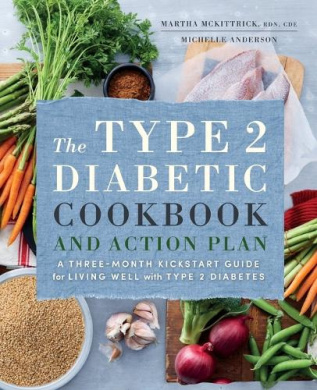 MARTHA MCKITTRICK, RDN, CDE
MICHELLE ANDERSON
The TYPE 2
DIABETIC
COOKBOOK
AND ACTION PLAN
A THREE-MONTH KICKSTART GUIDE
for LIVING WELL with TYPE 2 DIABETES